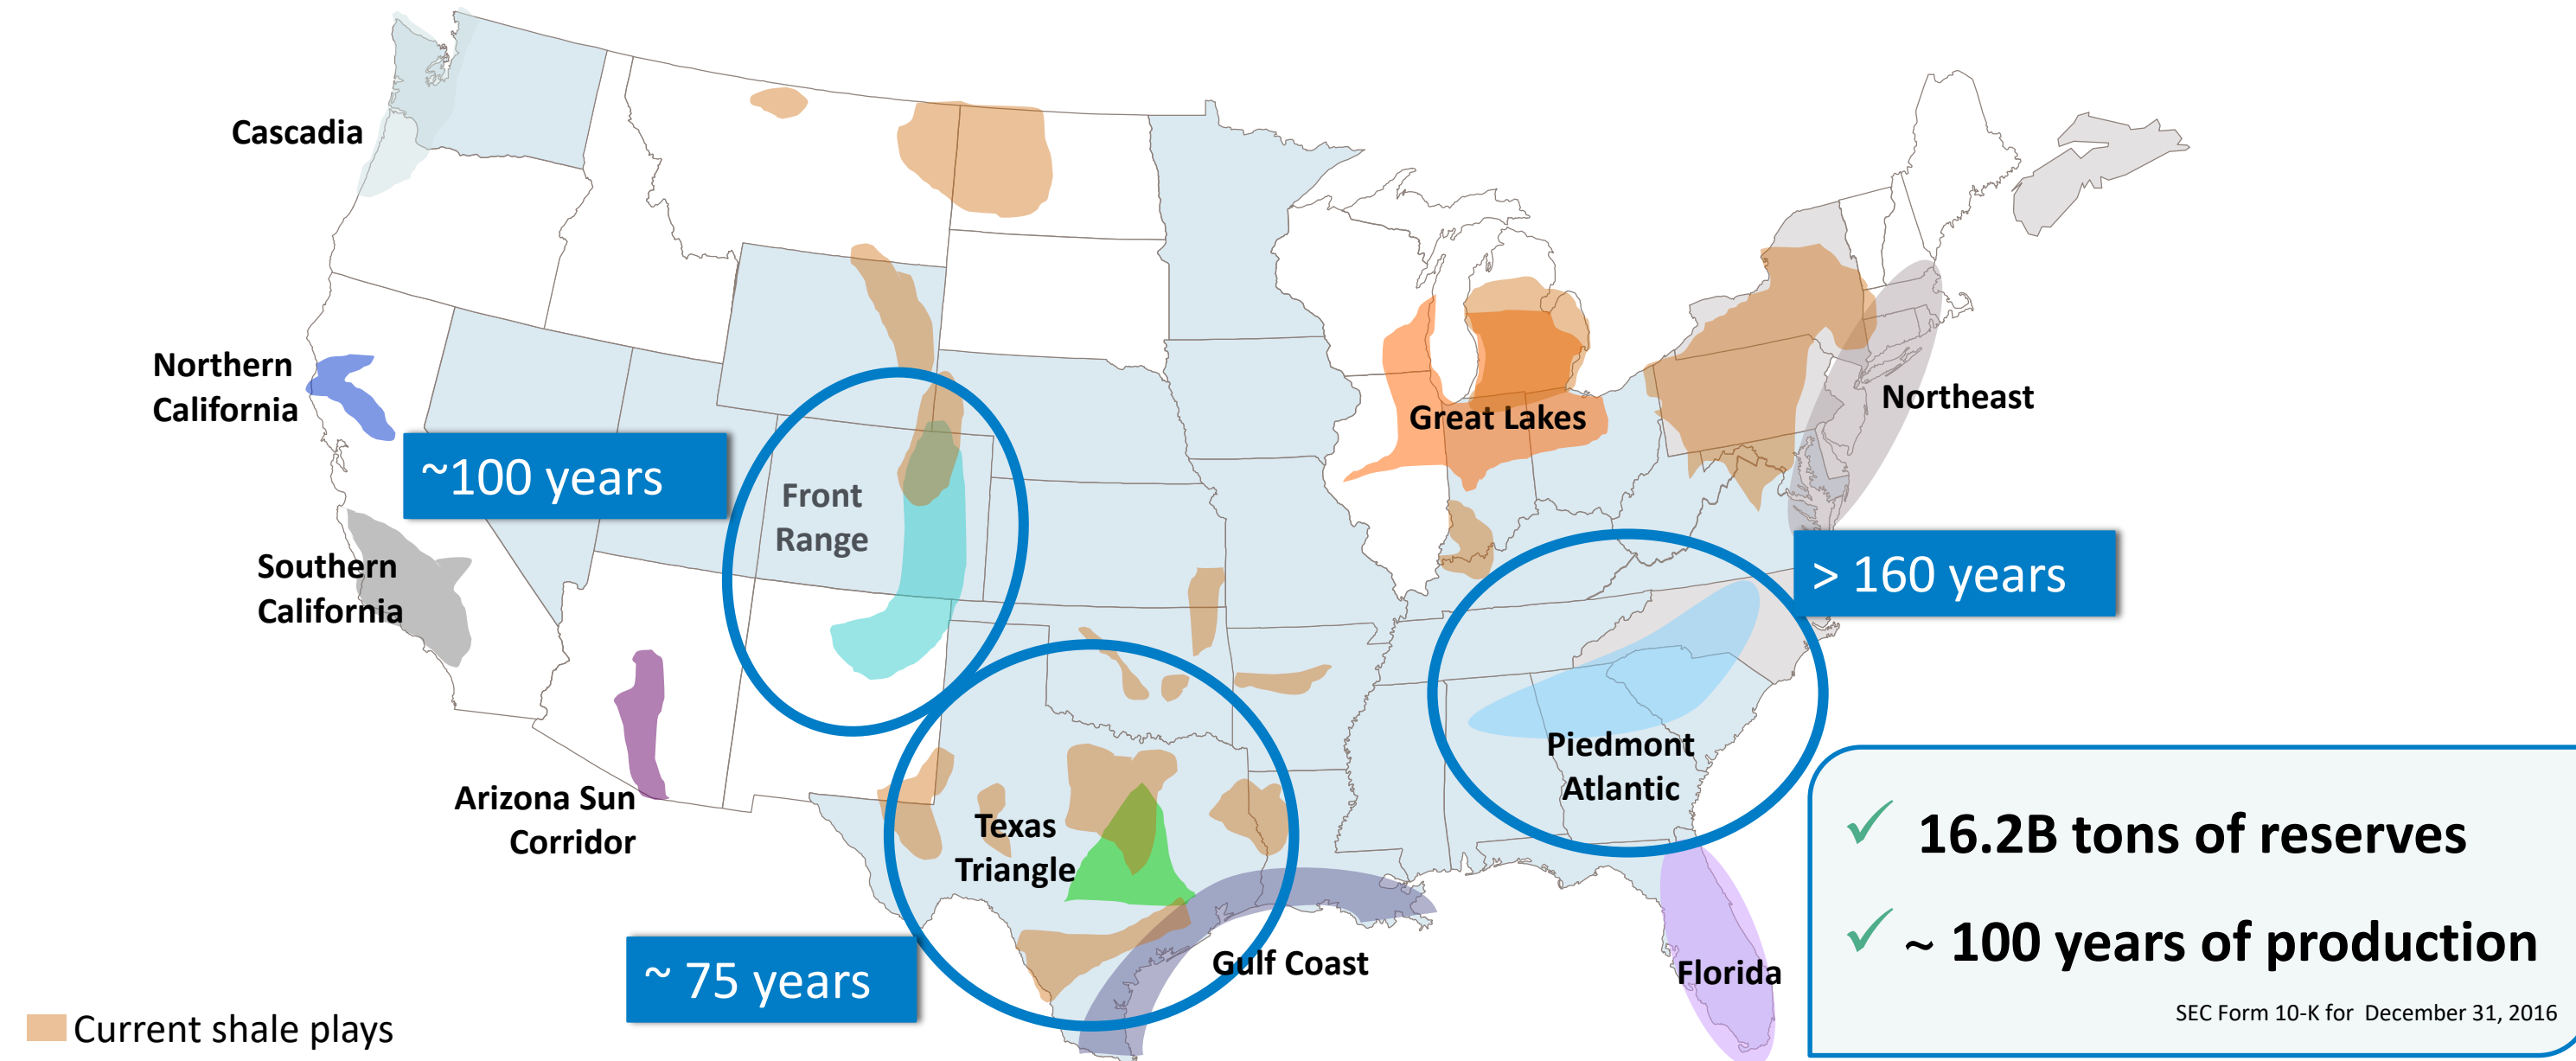 Cascadia
Northern
California
~100 years
Front
Range
Great Lakes
Northeast
Southern
California
> 160 years
Arizona Sun
Corridor
Texas
Triangle
Piedmont
Atlantic
~ 75 years
Gulf Coast
Florida
✓ 16.2B tons of reserves
✓ ~ 100 years of production
SEC Form 10-K for December 31, 2016
Current shale plays